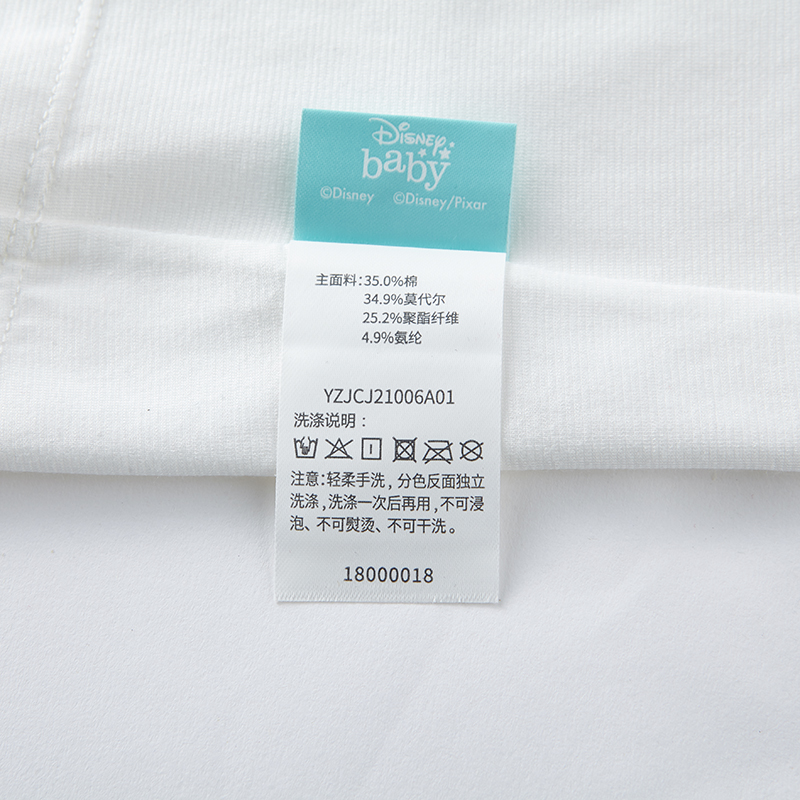 Disney
baby
©Disney ©Disney/Pixar
主面料:35.0%棉
34.9%莫代尔
25.2%聚酯纤维
4.9%氨纶
YZJCJ21006A01
洗涤说明:
注意:轻柔手洗,分色反面独立
洗涤,洗涤一次后再用,不可浸
泡、不可熨烫、不可干洗。
18000018